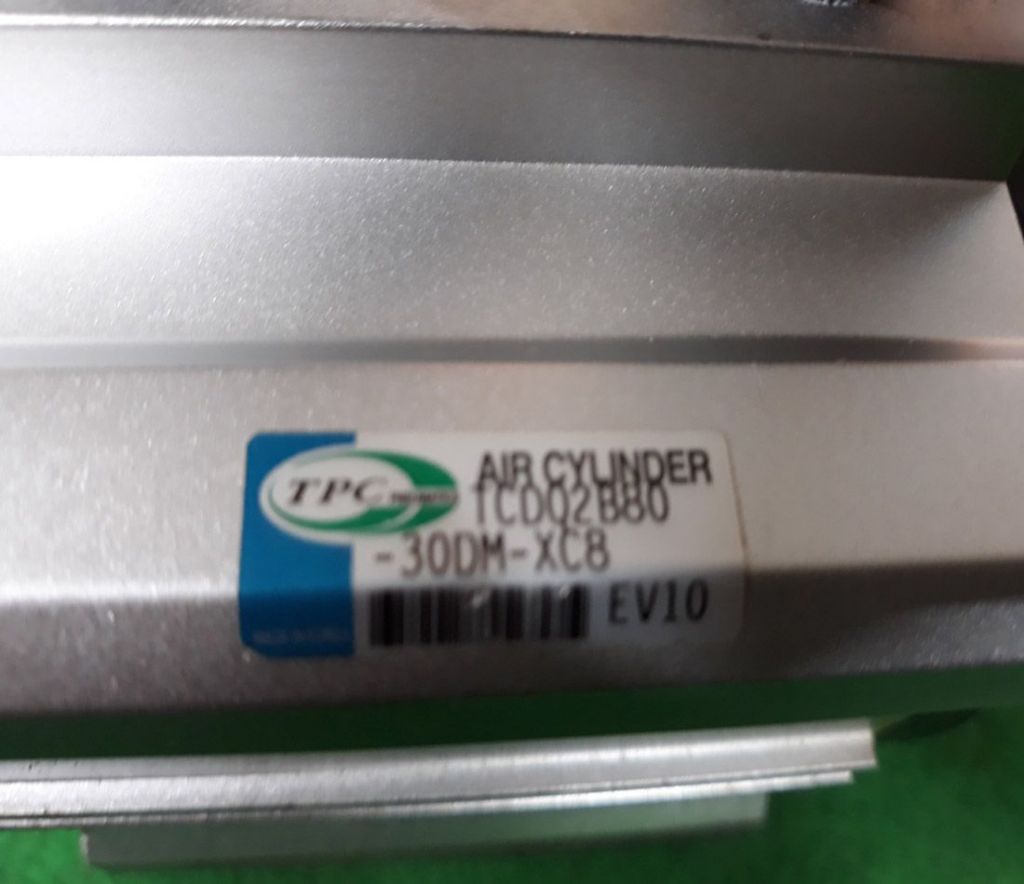 TPC
AIR CYLINDER
TCDQ2B80
-30DM-XC8
EV10